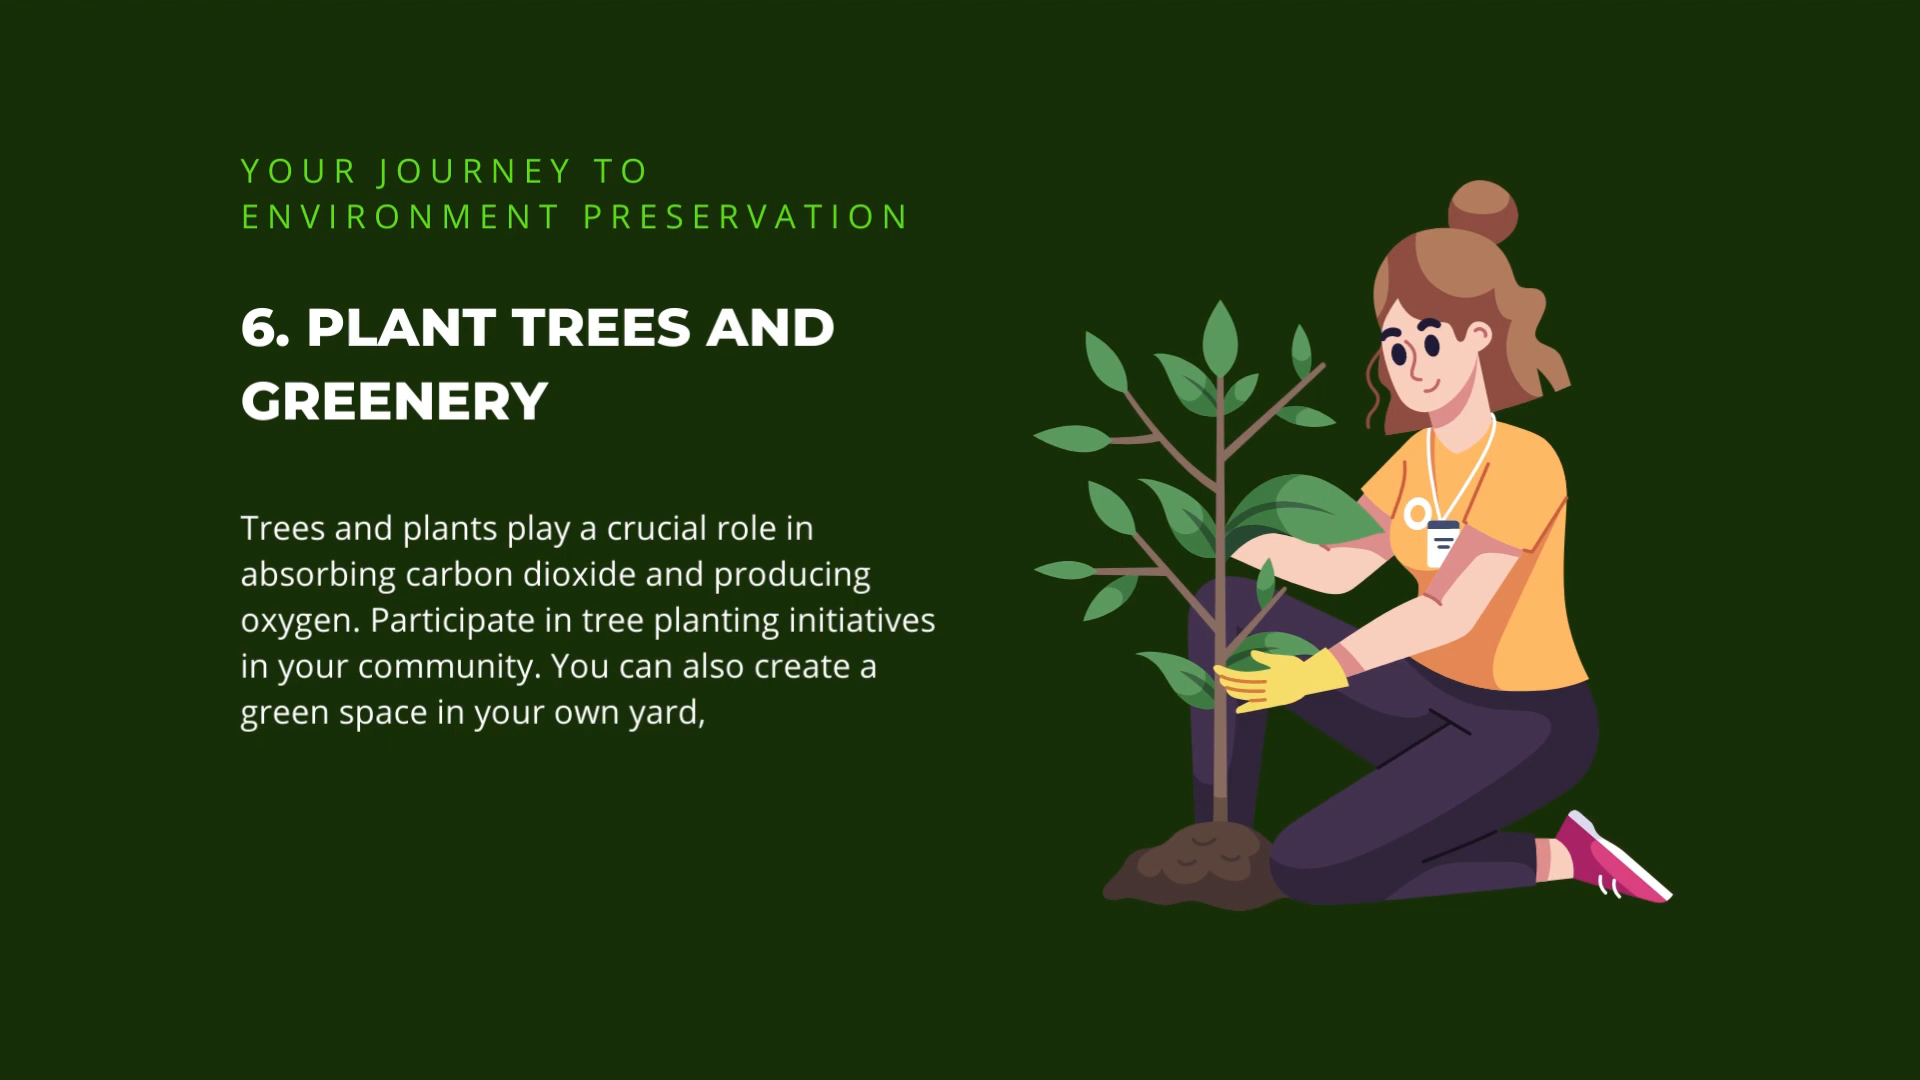 YOUR JOURNEY TO
ENVIRONMENT PRESERVATION
6. PLANT TREES AND
GREENERY
Trees and plants play a crucial role in
absorbing carbon dioxide and producing
oxygen. Participate in tree planting initiatives
in your community. You can also create a
green space in your own yard,